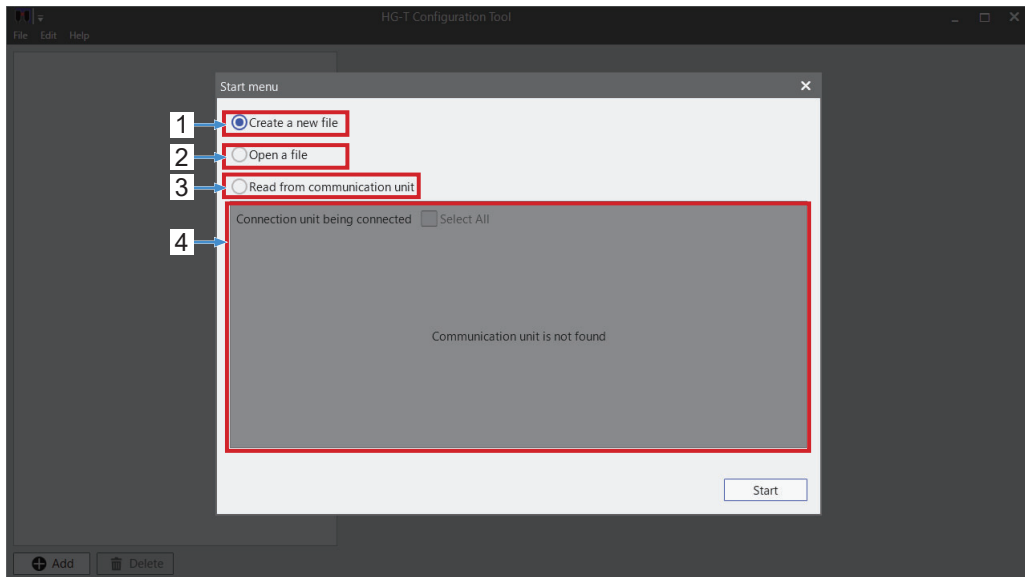 HG-T Configuration Tool
File Edit Help
Start menu
1 Create a new file
2 Open a file
3 Read from communication unit
Connection unit being connected Select All
4
Communication unit is not found
Start
Add Delete